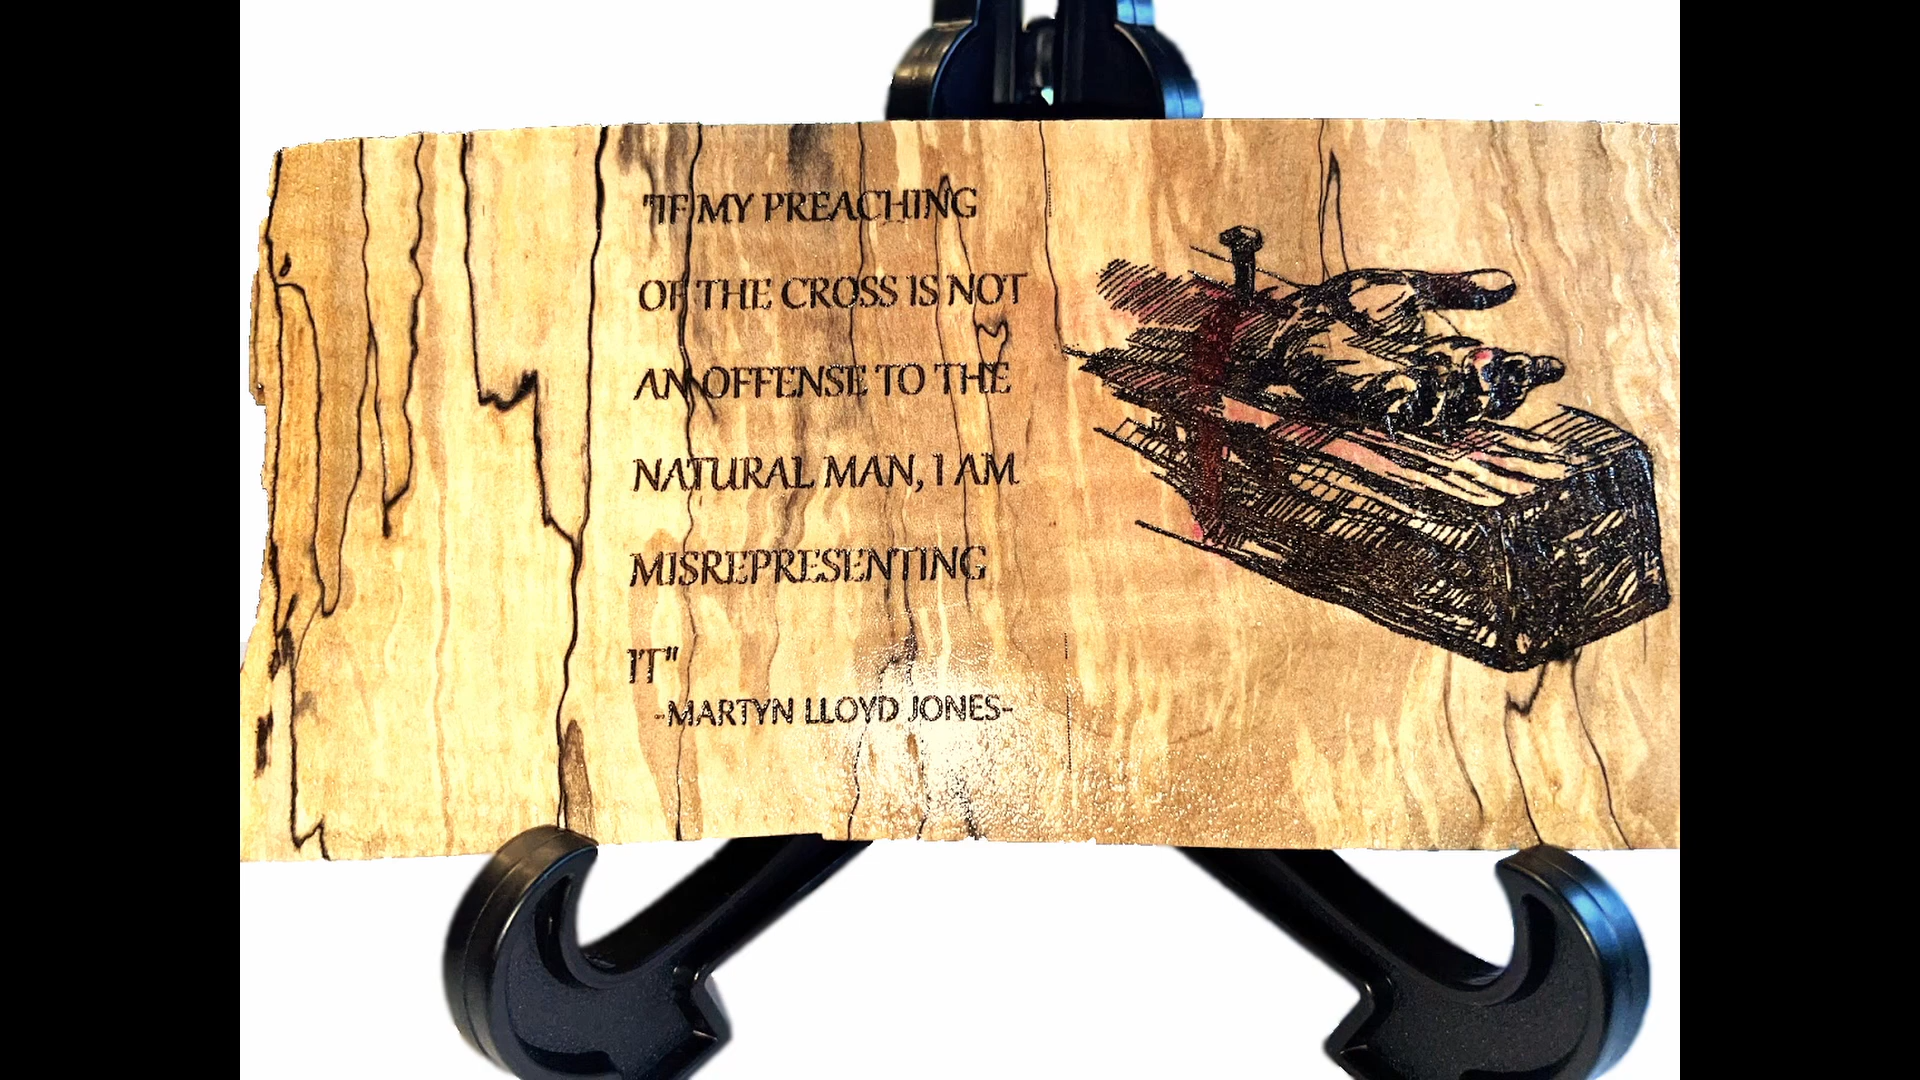 "IF MY PREACHING
OF THE CROSS IS NOT
AN OFFENSE TO THE
NATURAL MAN, I AM
MISREPRESENTING
IT"
-MARTYN LLOYD JONES-